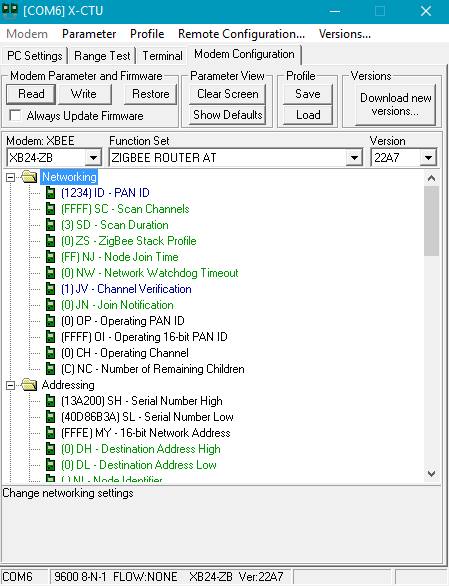 [COM6] X-CTU
Modem Parameter Profile Remote Configuration... Versions...
PC Settings Range Test Terminal Modem Configuration
Modem Parameter and Firmware Parameter View Profile Versions
Read Write Restore Clear Screen Save Download new versions...
Always Update Firmware Show Defaults Load
Modem: XBEE Function Set Version
XB24-ZB ZIGBEE ROUTER AT 22A7
Networking
(1234) ID - PAN ID
(FFFF) SC - Scan Channels
(3) SD - Scan Duration
(0) ZS - ZigBee Stack Profile
(FF) NJ - Node Join Time
(0) NW - Network Watchdog Timeout
(1) JV - Channel Verification
(0) JN - Join Notification
(0) OP - Operating PAN ID
(FFFF) OI - Operating 16-bit PAN ID
(0) CH - Operating Channel
(C) NC - Number of Remaining Children
Addressing
(13A200) SH - Serial Number High
(40D86B3A) SL - Serial Number Low
(FFFE) MY - 16-bit Network Address
(0) DH - Destination Address High
(0) DL - Destination Address Low
( ) NI - Node Identifier
Change networking settings
COM6 9600 8-N-1 FLOW:NONE XB24-ZB Ver:22A7